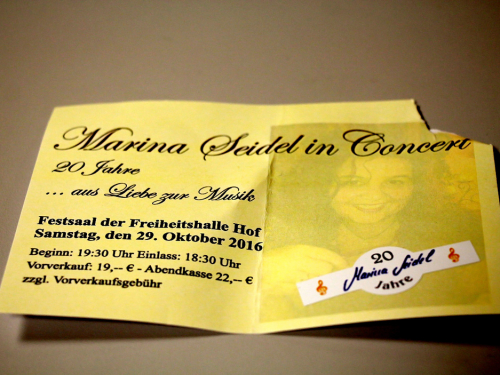 Marina Seidel in Concert
20 Jahre
... aus Liebe zur Musik
Festsaal der Freiheitshalle Hof
Samstag, den 29. Oktober 2016
Beginn: 19:30 Uhr Einlass: 18:30 Uhr
Vorverkauf: 19,-- € - Abendkasse 22,-- €
zzgl. Vorverkaufsgebühr
20
Marina Seidel
Jahre